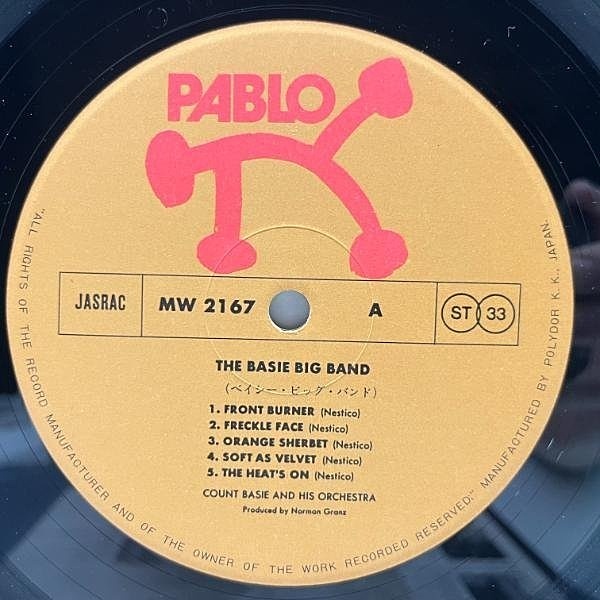 PABLO
JASRAC
MW 2167
A
ST 33
THE BASIE BIG BAND
(ベイシー・ビッグ・バンド)
1. FRONT BURNER (Nestico)
2. FRECKLE FACE (Nestico)
3. ORANGE SHERBET (Nestico)
4. SOFT AS VELVET (Nestico)
5. THE HEAT'S ON (Nestico)
COUNT BASIE AND HIS ORCHESTRA
Produced by Norman Granz
"ALL RIGHTS OF THE RECORD MANUFACTURER AND OF THE OWNER OF THE WORK RECORDED RESERVED." MANUFACTURED BY POLYDOR K. K., JAPAN.